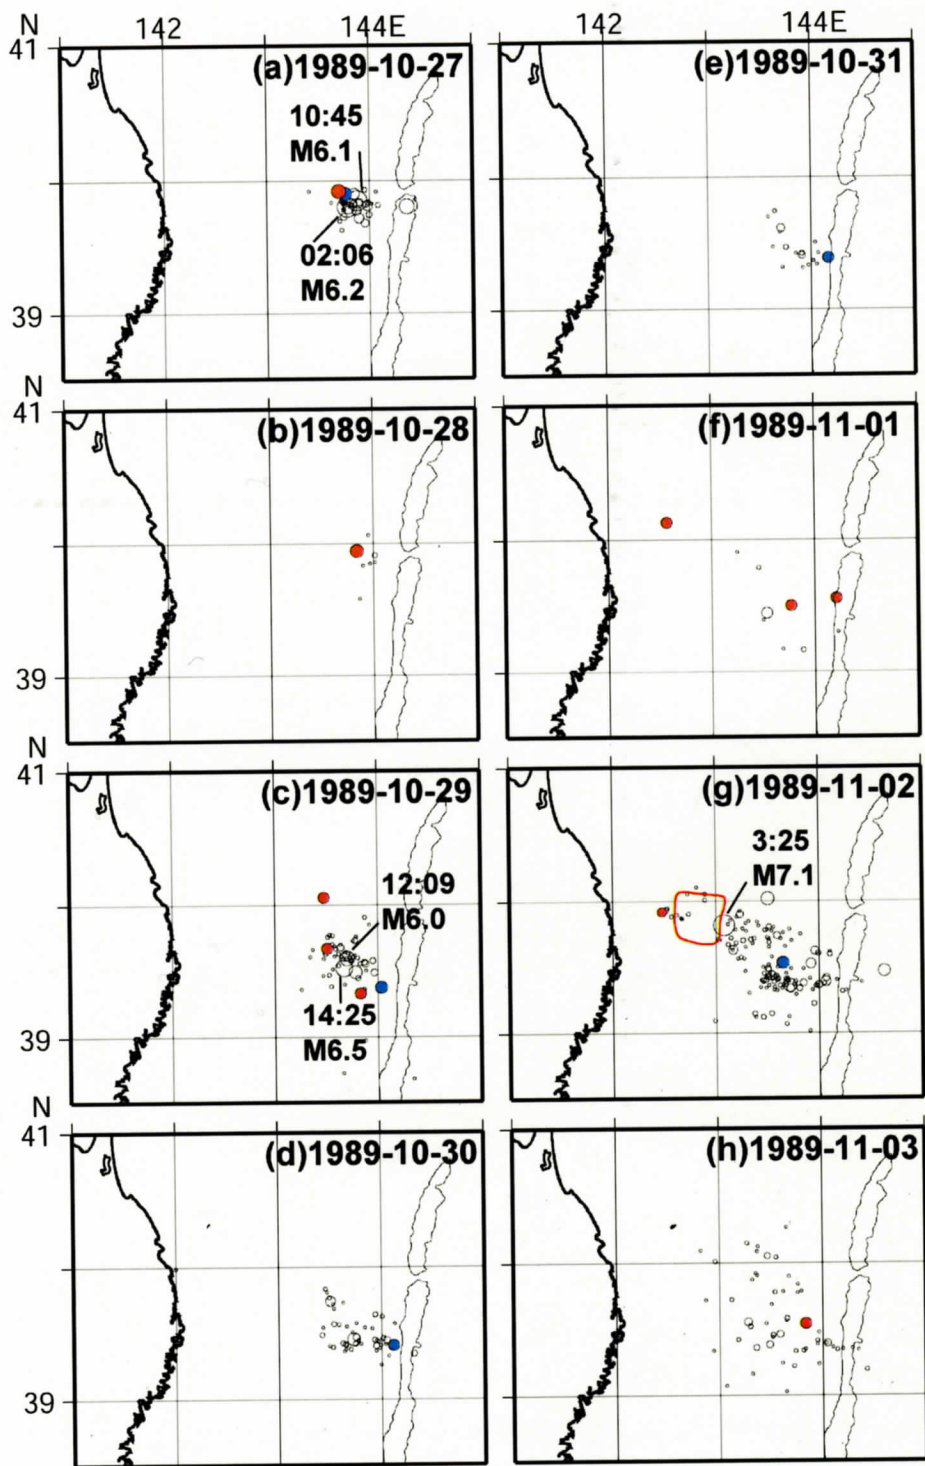 N
142
144E
142
144E
41
(a)1989-10-27
10:45
M6.1
02:06
M6.2
39
N
(e)1989-10-31
41
(b)1989-10-28
39
N
(f)1989-11-01
41
(c)1989-10-29
12:09
M6.0
14:25
M6.5
39
N
(g)1989-11-02
3:25
M7.1
41
(d)1989-10-30
39
(h)1989-11-03